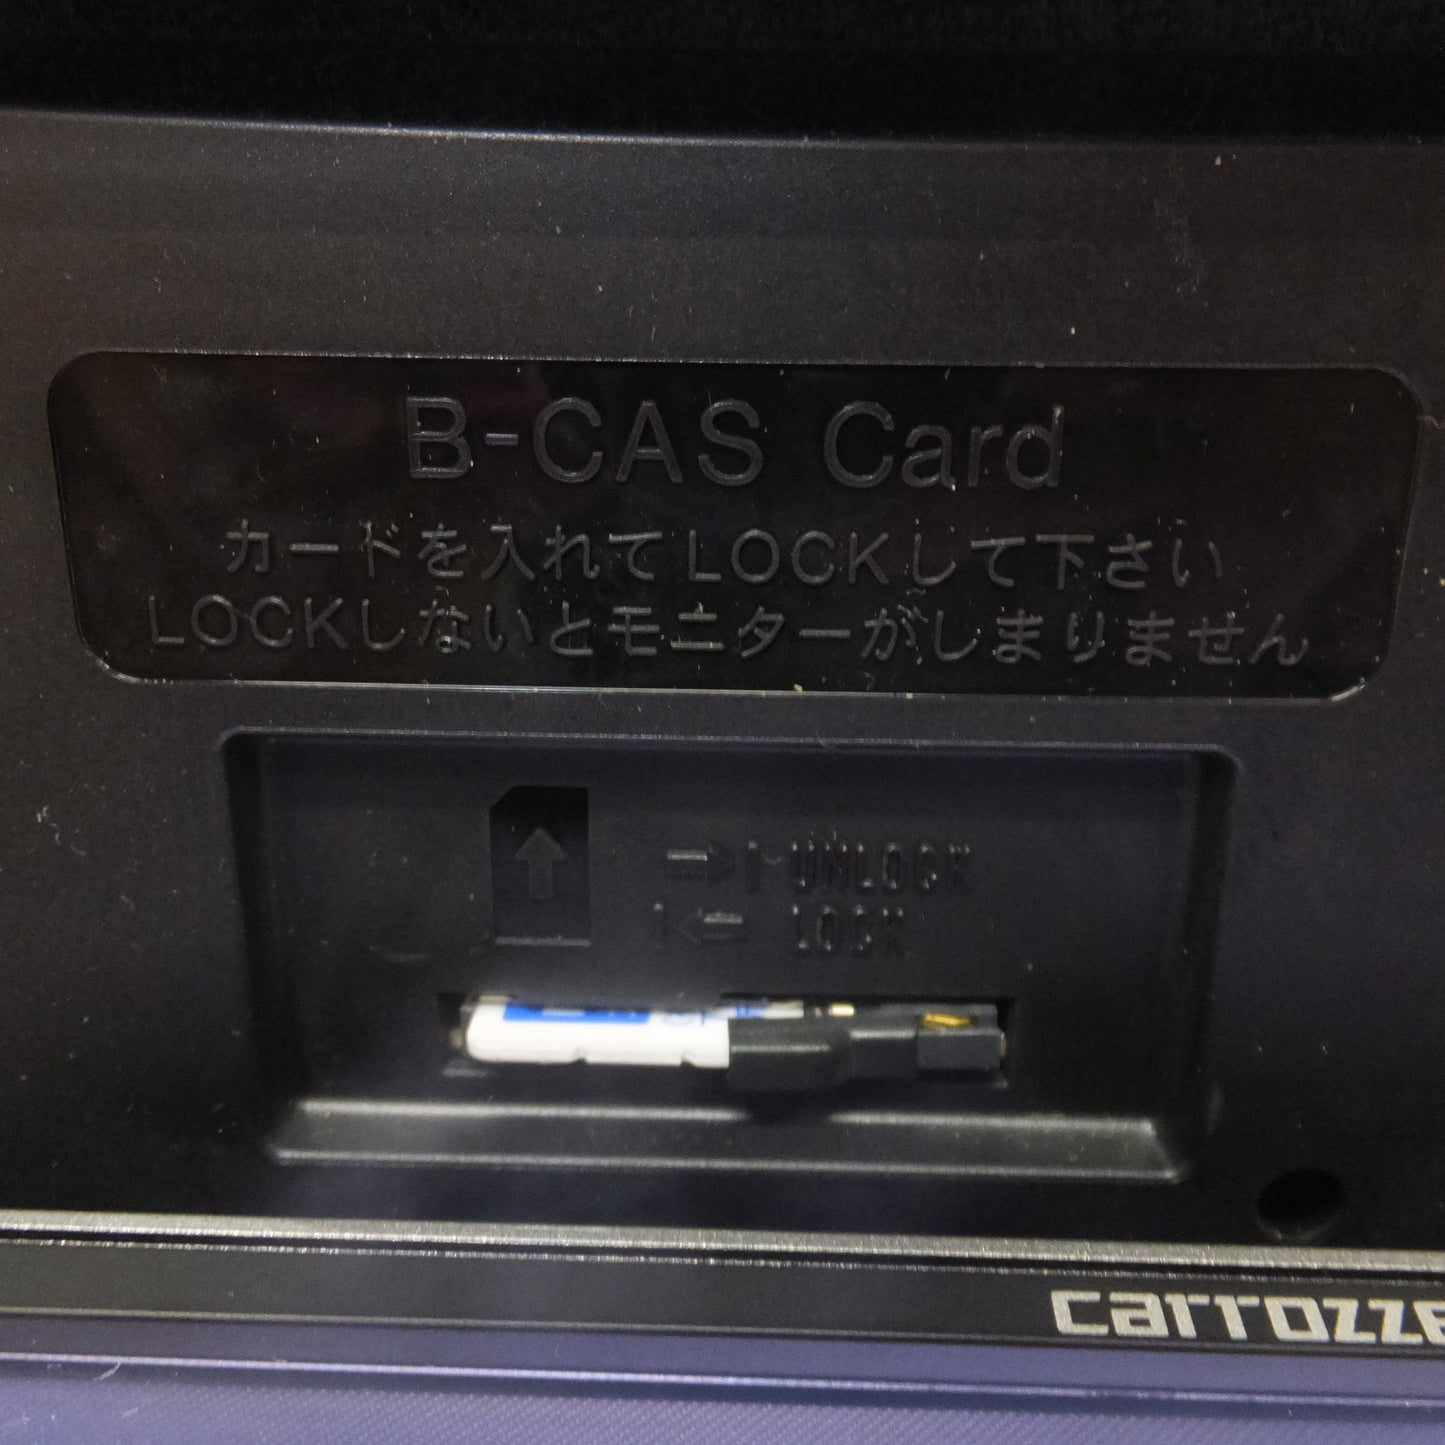 B-CAS Card
カードを入れてLOCKして下さい
LOCKしないとモニターがしまりません
UNLOCK
LOCK
carrozze